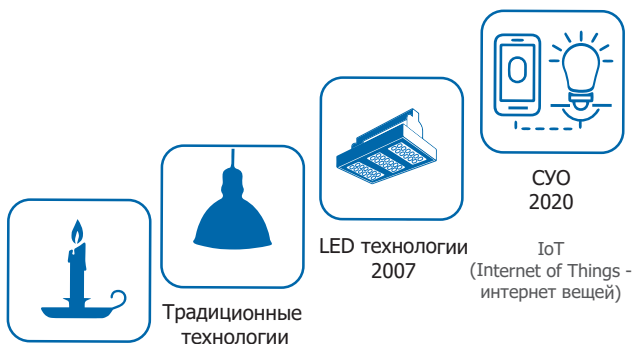 СУО
2020
LED технологии
2007
IoT
(Internet of Things -
интернет вещей)
Традиционные
технологии